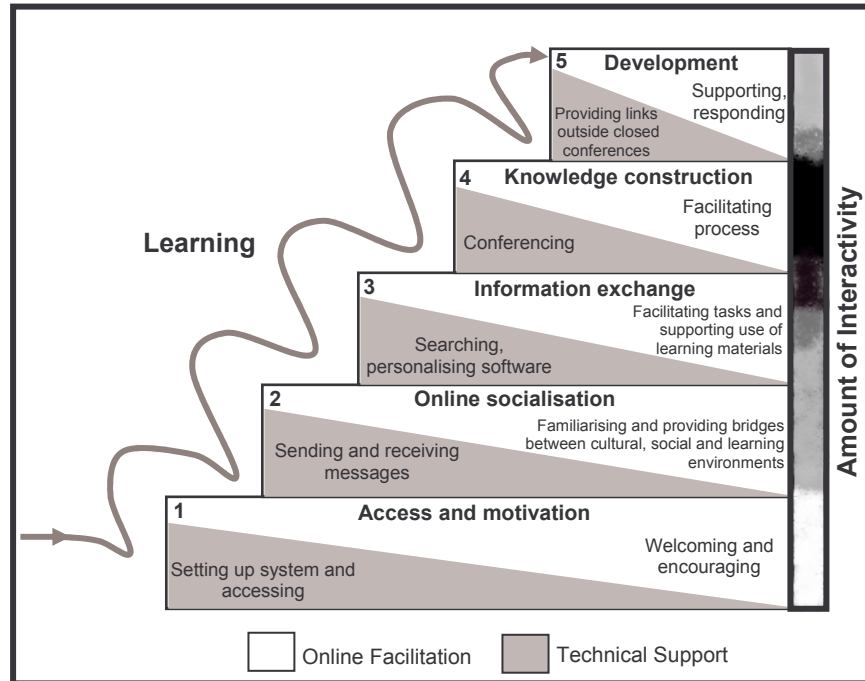 5
Development
Supporting,
responding
Providing links
outside closed
conferences
4
Knowledge construction
Facilitating
process
Conferencing
Learning
3
Information exchange
Facilitating tasks and
supporting use of
learning materials
Searching,
personalising software
2
Online socialisation
Familiarising and providing bridges
between cultural, social and learning
environments
Sending and receiving
messages
1
Access and motivation
Welcoming and
encouraging
Setting up system and
accessing
Amount of Interactivity
Online Facilitation
Technical Support